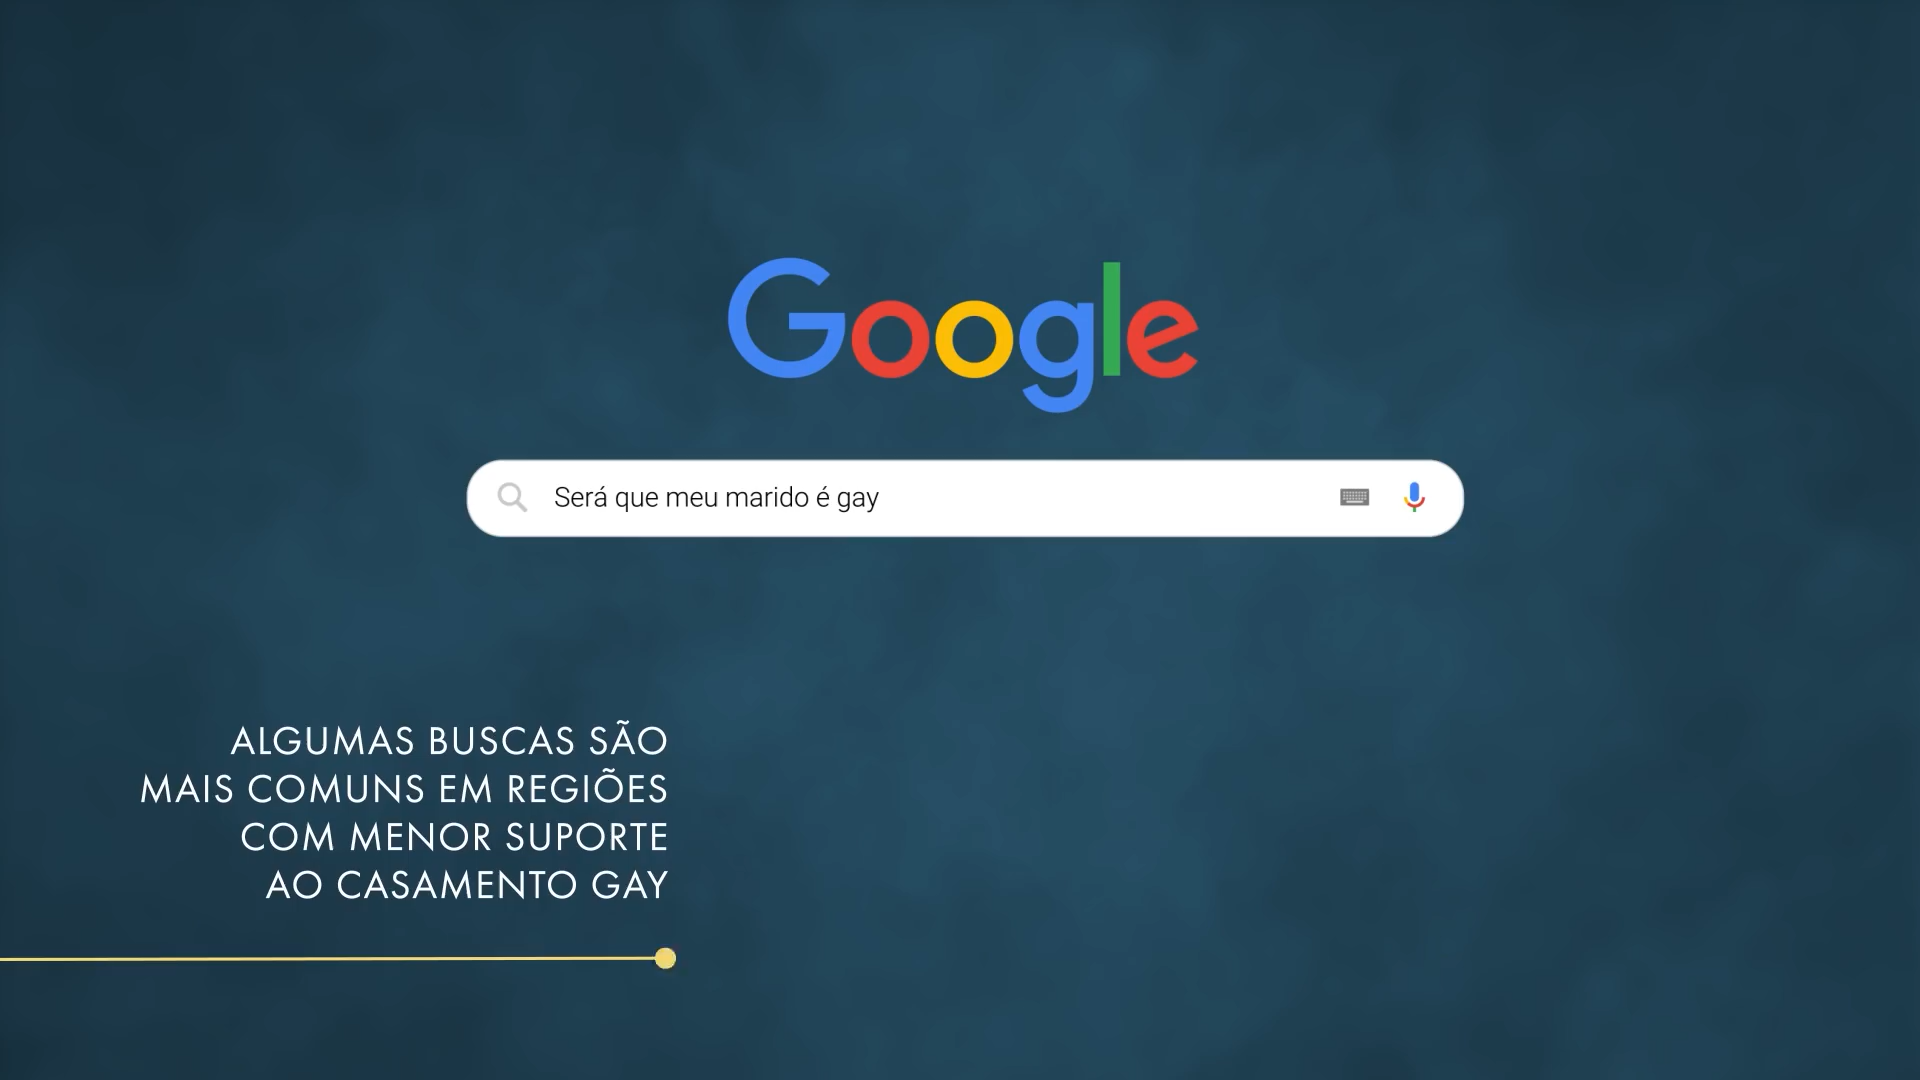 Google
Será que meu marido é gay
ALGUMAS BUSCAS SÃO
MAIS COMUNS EM REGIÕES
COM MENOR SUPORTE
AO CASAMENTO GAY